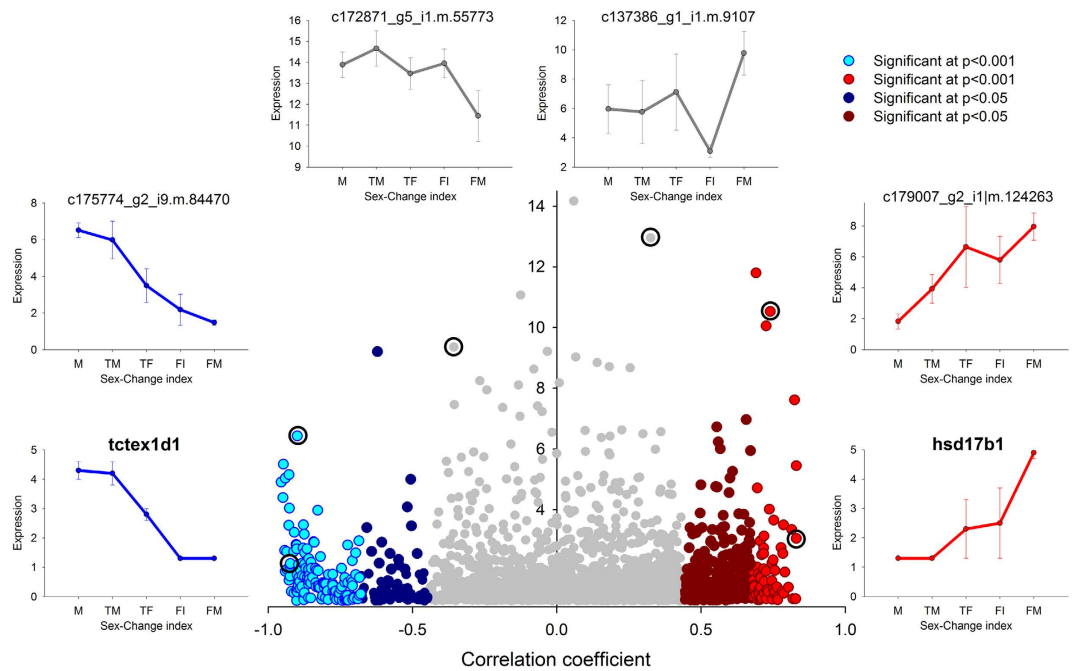 c172871_g5_i1.m.55773
16
15
14
13
12
11
10
9
Expression
M TM TF FI FM
Sex-Change index
c137386_g1_i1.m.9107
12
10
8
6
4
2
Expression
M TM TF FI FM
Sex-Change index
Significant at p<0.001
Significant at p<0.001
Significant at p<0.05
Significant at p<0.05
c175774_g2_i9.m.84470
8
6
4
2
0
Expression
M TM TF FI FM
Sex-Change index
c179007_g2_i1|m.124263
8
6
4
2
0
Expression
M TM TF FI FM
Sex-Change index
tctex1d1
5
4
3
2
1
0
Expression
M TM TF FI FM
Sex-Change index
hsd17b1
5
4
3
2
1
0
Expression
M TM TF FI FM
Sex-Change index
14
12
10
8
6
4
-1.0 -0.5 0.0 0.5 1.0
Correlation coefficient